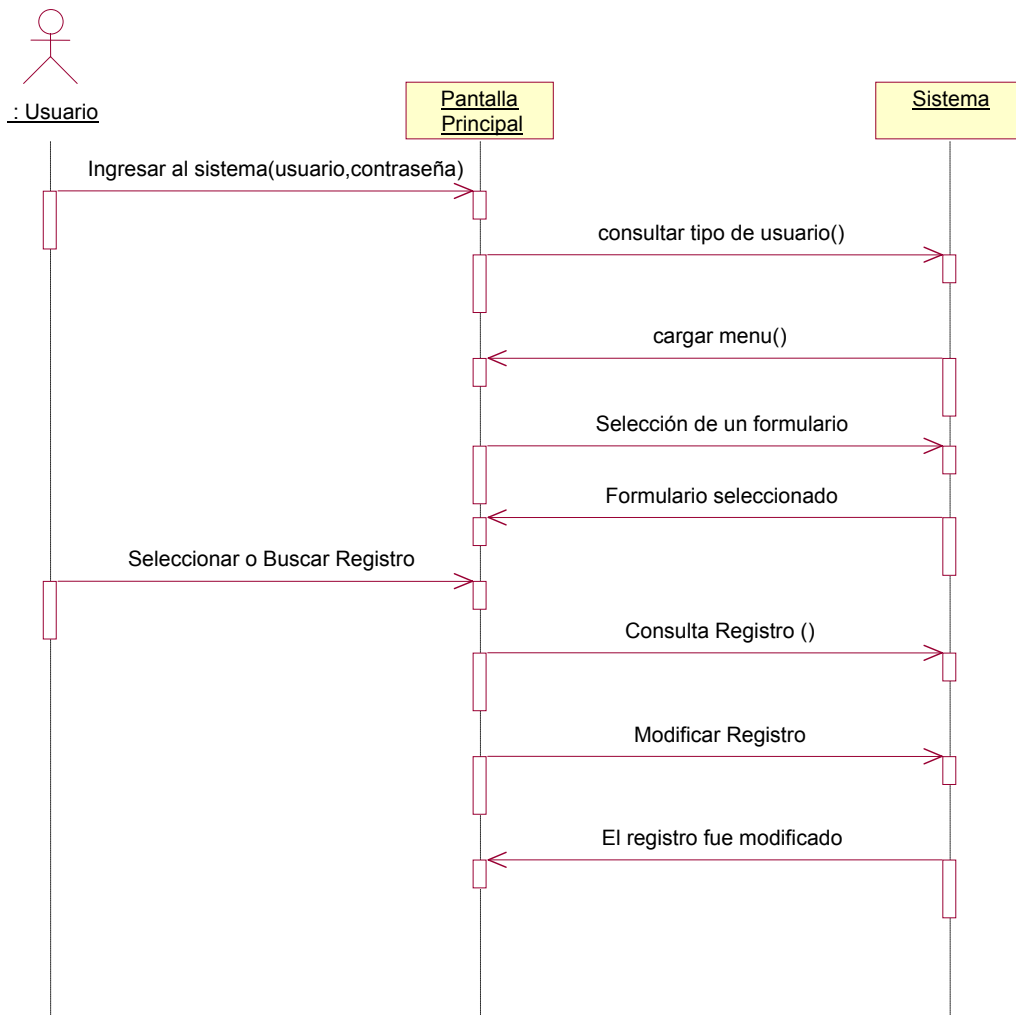 : Usuario
Pantalla
Principal
Sistema
Ingresar al sistema(usuario,contraseña)
consultar tipo de usuario()
cargar menu()
Selección de un formulario
Formulario seleccionado
Seleccionar o Buscar Registro
Consulta Registro ()
Modificar Registro
El registro fue modificado